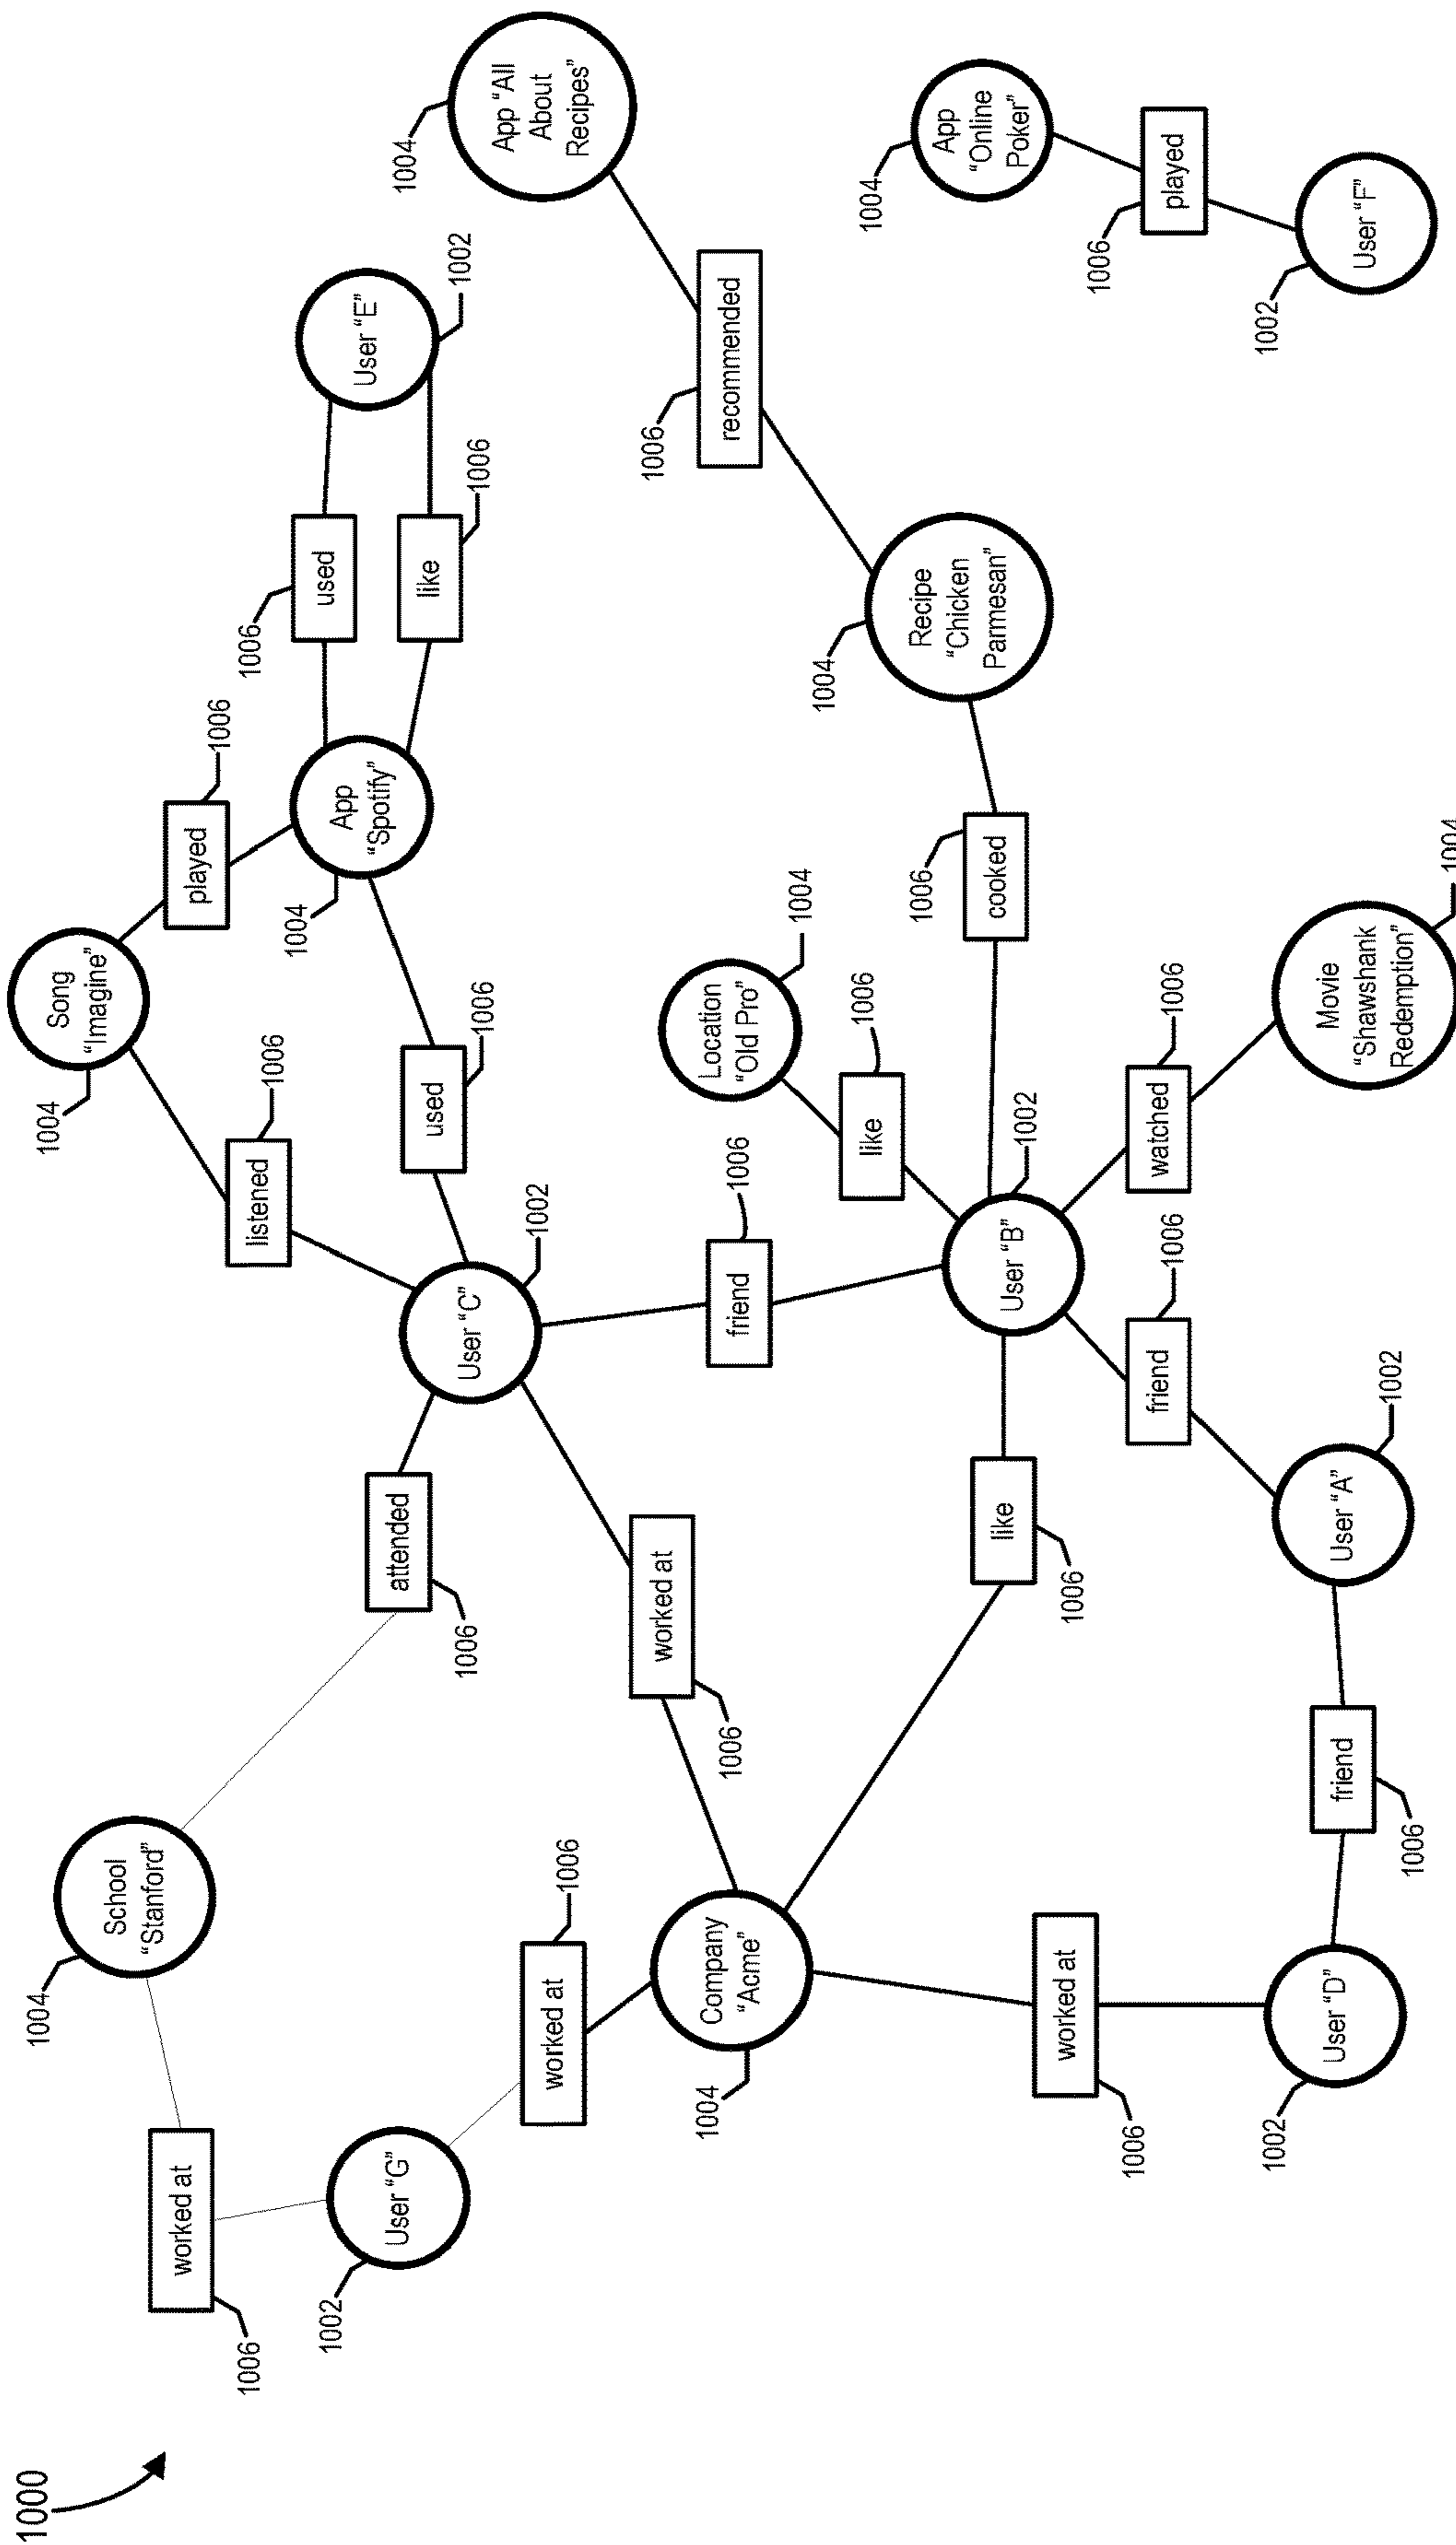 1000
1004
School
“Stanford”
1006
worked at
1002
User “G”
1006
attended
1004
Song
“Imagine”
1006
listened
played
1006
1004
App
“Spotify”
1006
used
User “E”
1002
like
1006
used
1006
User “C”
1002
1006
worked at
worked at
1006
Company
“Acme”
1004
friend
1006
Location
“Old Pro”
1004
like
1006
1004
App “All
About
Recipes”
1006
recommended
1004
Recipe
“Chicken
Parmesan”
1006
cooked
User “B”
1002
like
1006
worked at
1006
friend
1006
watched
1006
Movie
“Shawshank
Redemption”
1004
1002
User “D”
friend
1006
User “A”
1002
1004
App
“Online
Poker”
1006
played
1002
User “F”